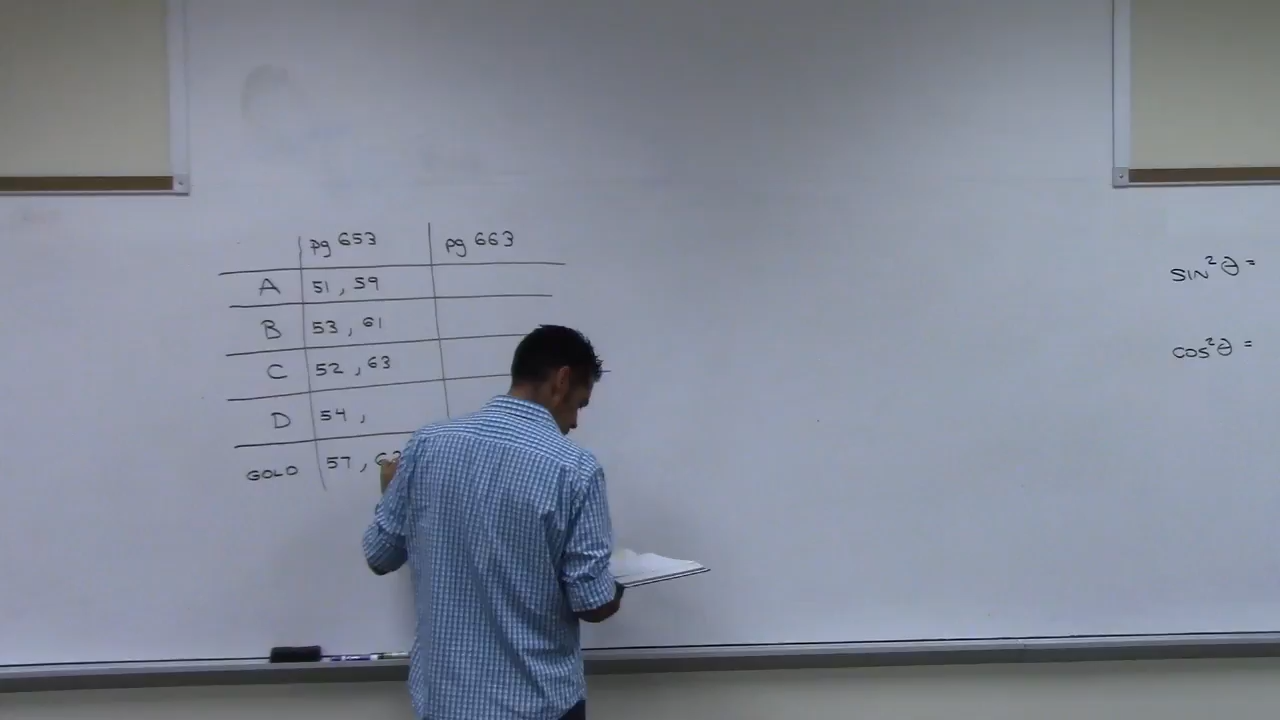 pg 653 pg 663
A 51, 59
B 53, 61
C 52, 63
D 54,
GOLD 57,
sin²θ =
cos²θ =